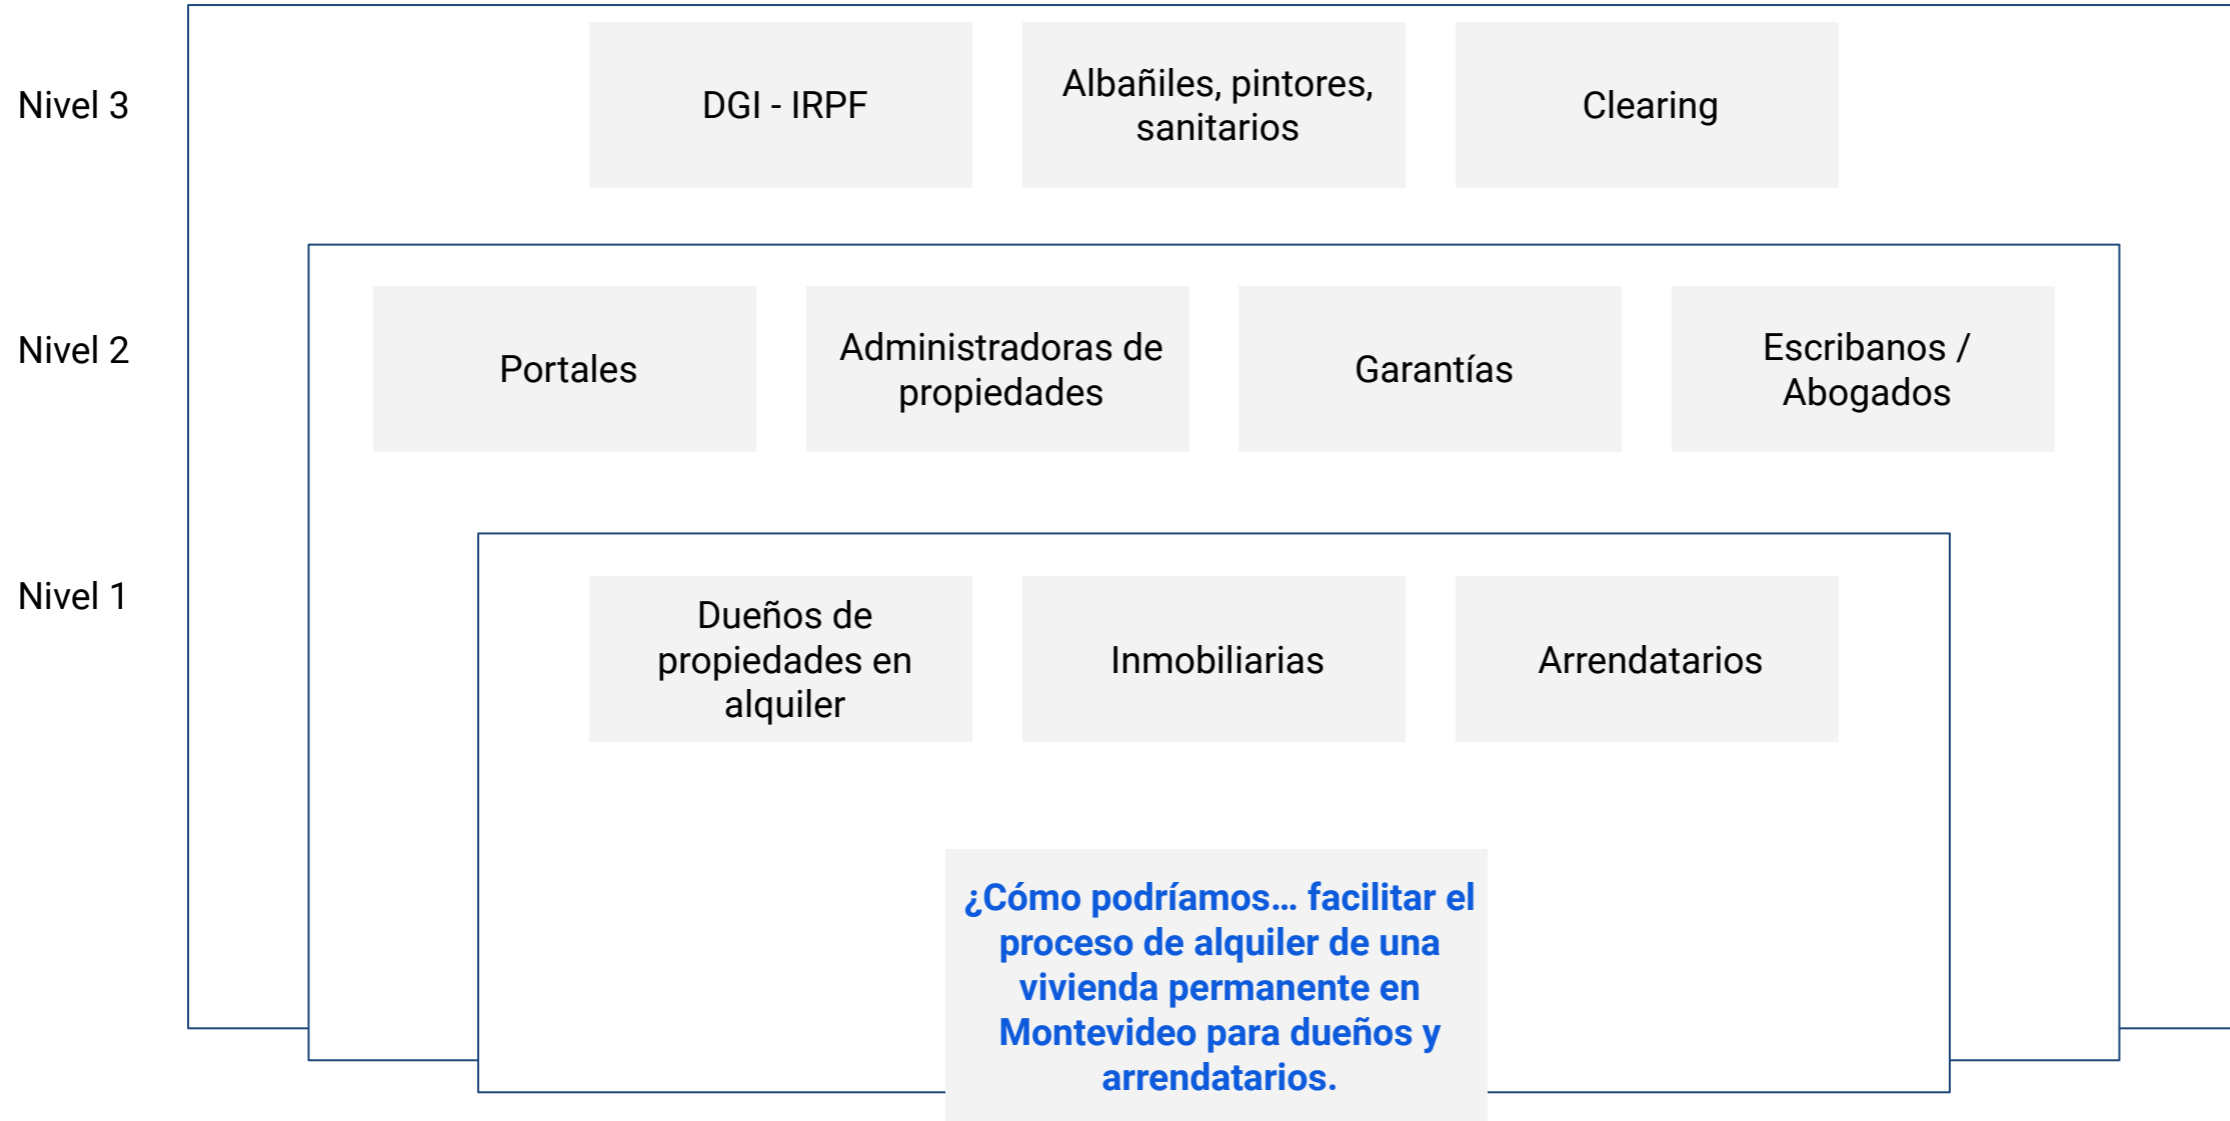 Nivel 3
DGI - IRPF
Albañiles, pintores,
sanitarios
Clearing
Nivel 2
Portales
Administradoras de
propiedades
Garantías
Escribanos /
Abogados
Nivel 1
Dueños de
propiedades en
alquiler
Inmobiliarias
Arrendatarios
¿Cómo podríamos… facilitar el
proceso de alquiler de una
vivienda permanente en
Montevideo para dueños y
arrendatarios.